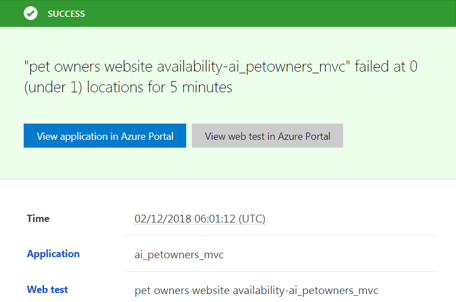 SUCCESS
"pet owners website availability-ai_petowners_mvc" failed at 0
(under 1) locations for 5 minutes
View application in Azure Portal View web test in Azure Portal
Time 02/12/2018 06:01:12 (UTC)
Application ai_petowners_mvc
Web test pet owners website availability-ai_petowners_mvc